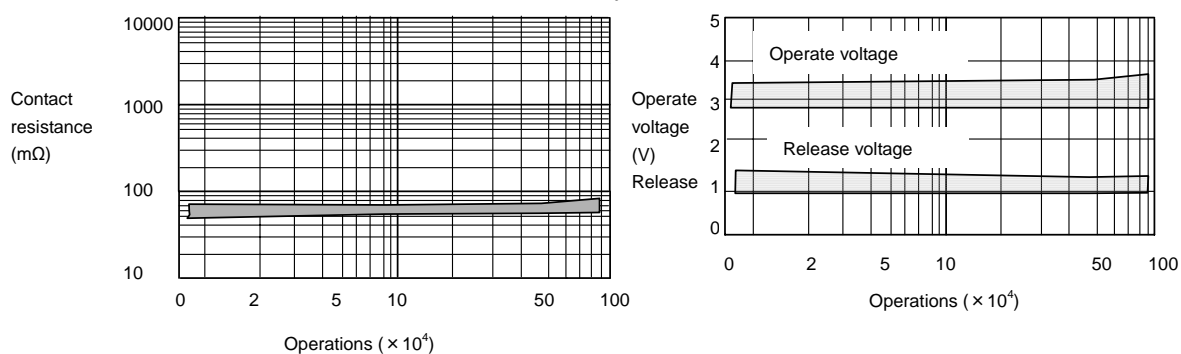 10000
1000
100
10
Contact
resistance
(mΩ)
0 2 5 10 50 100
Operations ( × 10⁴)
5
4
3
2
1
0
Operate
voltage
(V)
Release
Operate voltage
Release voltage
0 2 5 10 50 100
Operations ( × 10⁴)